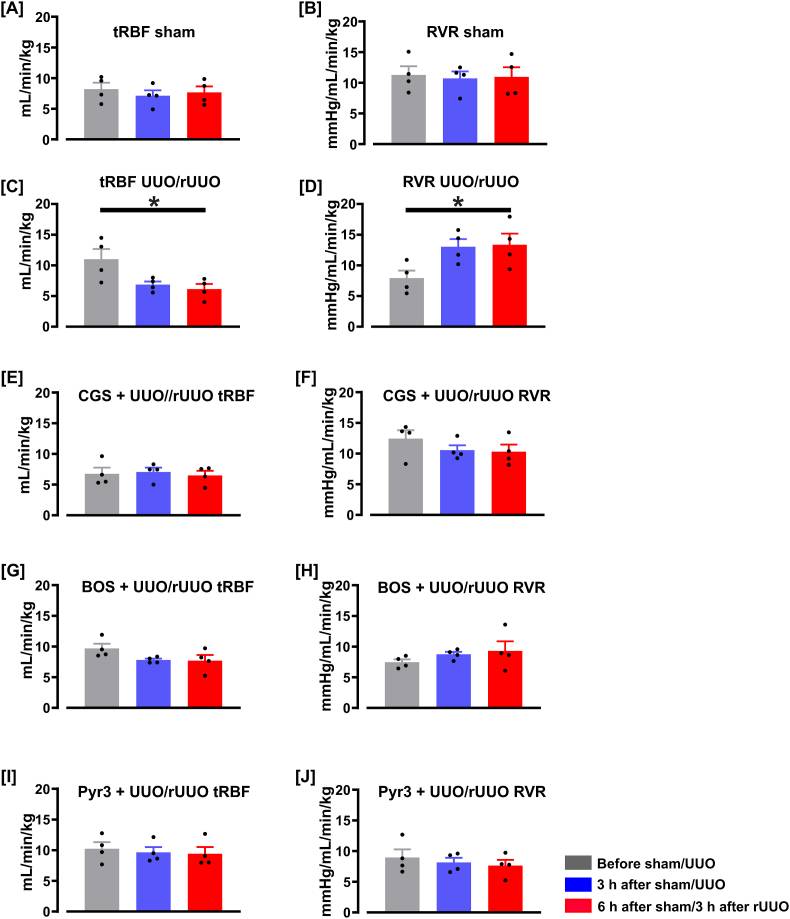 [A]
tRBF sham
mL/min/kg
20
15
10
5
0
[B]
RVR sham
mmHg/mL/min/kg
20
15
10
5
0
[C]
tRBF UUO/rUUO
*
mL/min/kg
20
15
10
5
0
[D]
RVR UUO/rUUO
*
mmHg/mL/min/kg
20
15
10
5
0
[E]
CGS + UUO//rUUO tRBF
mL/min/kg
20
15
10
5
0
[F]
CGS + UUO/rUUO RVR
mmHg/mL/min/kg
20
15
10
5
0
[G]
BOS + UUO/rUUO tRBF
mL/min/kg
20
15
10
5
0
[H]
BOS + UUO/rUUO RVR
mmHg/mL/min/kg
20
15
10
5
0
[I]
Pyr3 + UUO/rUUO tRBF
mL/min/kg
20
15
10
5
0
[J]
Pyr3 + UUO/rUUO RVR
mmHg/mL/min/kg
20
15
10
5
0
Before sham/UUO
3 h after sham/UUO
6 h after sham/3 h after rUUO